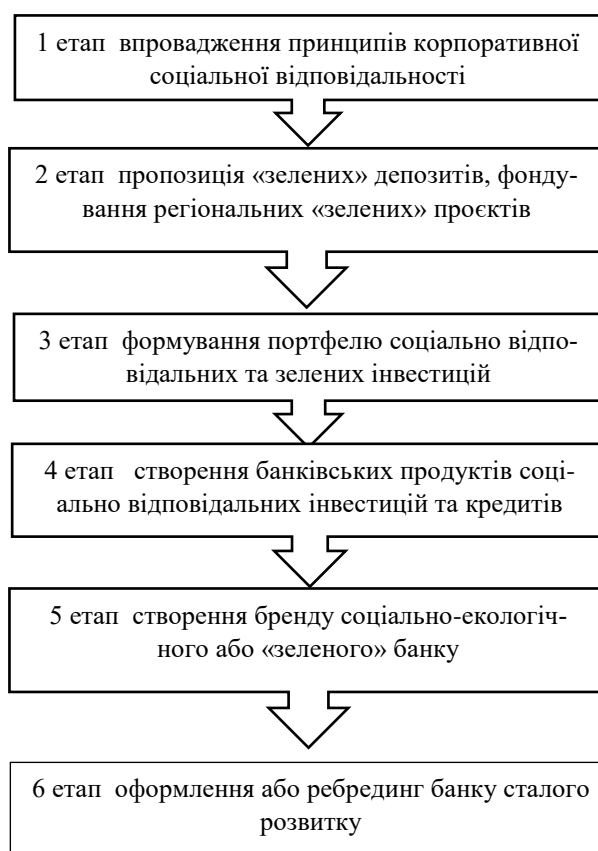 1 етап впровадження принципів корпоративної
соціальної відповідальності
2 етап пропозиція «зелених» депозитів, фонду-
вання регіональних «зелених» проєктів
3 етап формування портфелю соціально відпо-
відальних та зелених інвестицій
4 етап створення банківських продуктів соці-
ально відповідальних інвестицій та кредитів
5 етап створення бренду соціально-екологіч-
ного або «зеленого» банку
6 етап оформлення або ребрединг банку сталого
розвитку